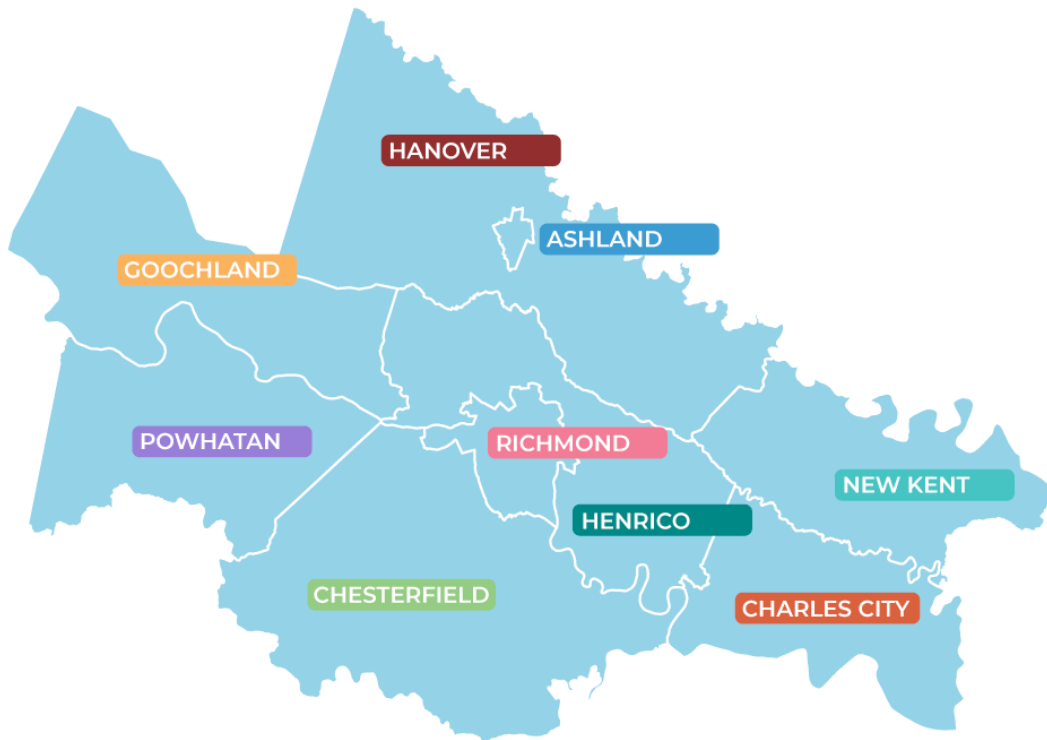 HANOVER
ASHLAND
GOOCHLAND
POWHATAN
RICHMOND
NEW KENT
HENRICO
CHESTERFIELD
CHARLES CITY